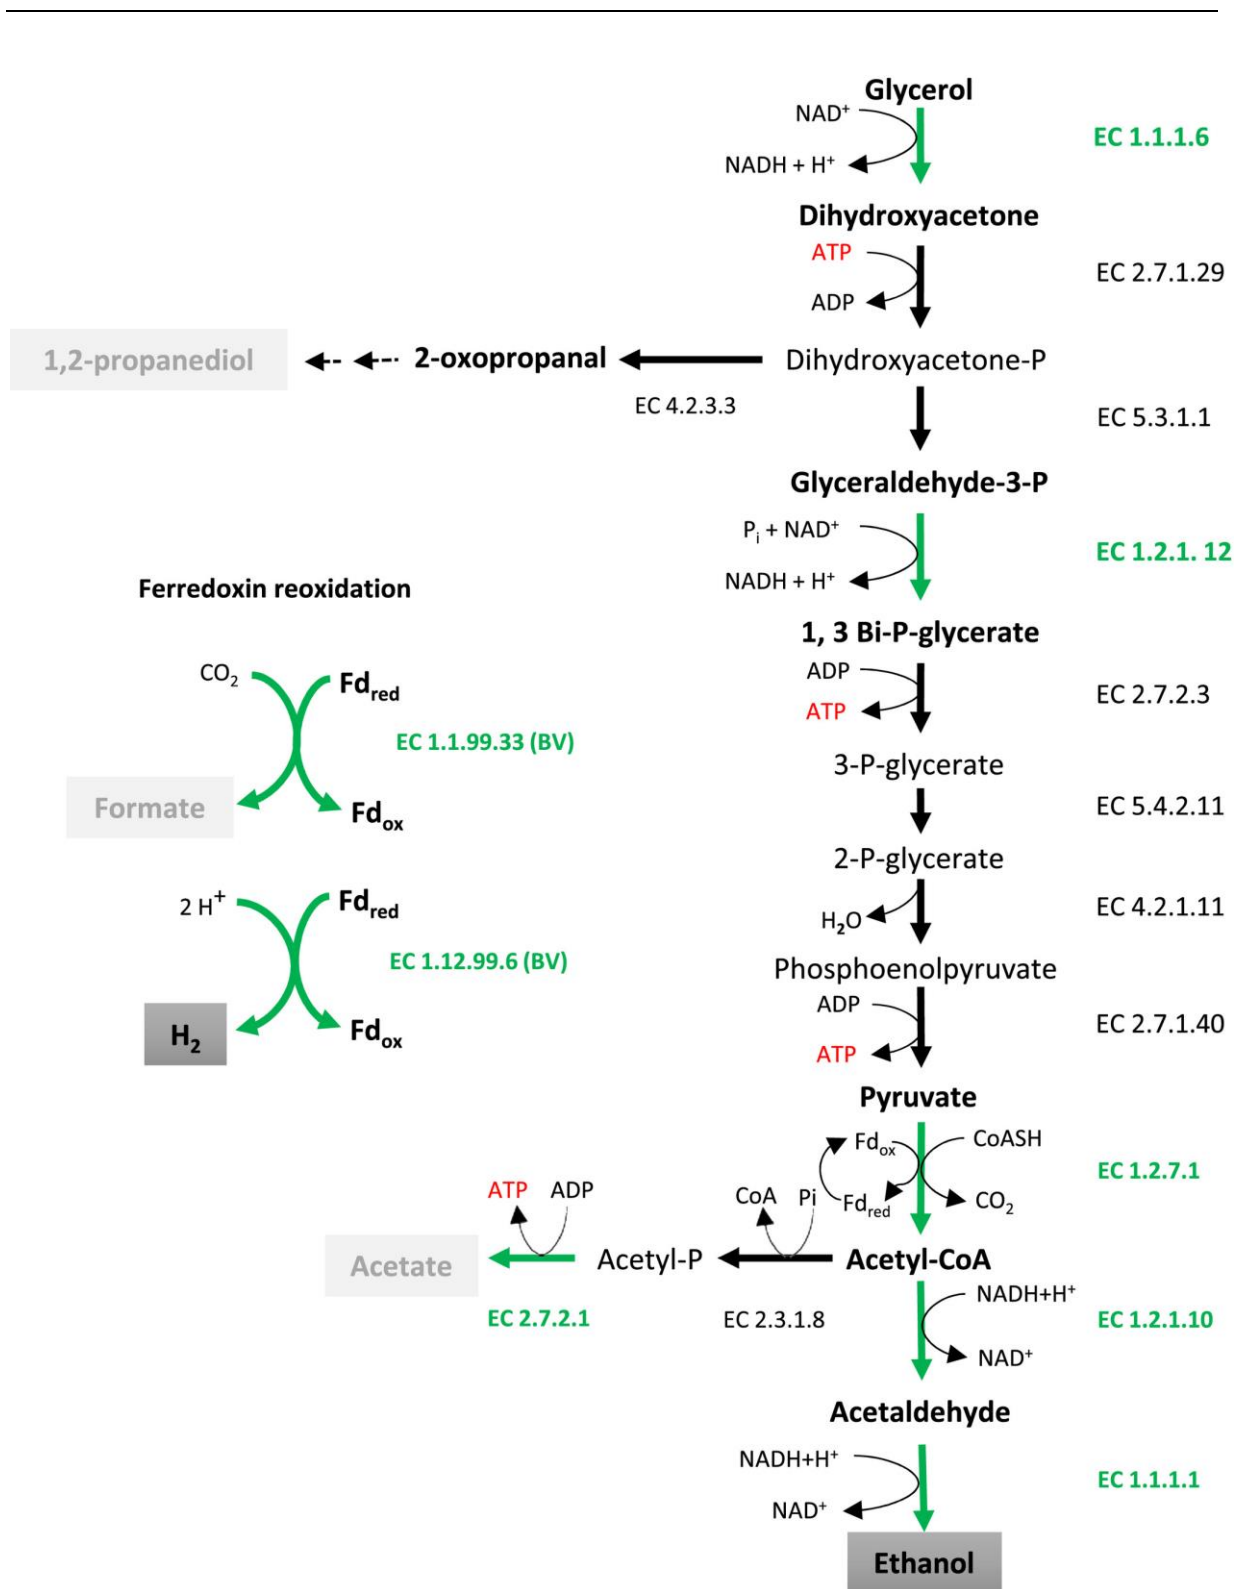 Glycerol
NAD⁺
EC 1.1.1.6
NADH + H⁺
Dihydroxyacetone
ATP
EC 2.7.1.29
ADP
1,2-propanediol
2-oxopropanal
Dihydroxyacetone-P
EC 4.2.3.3
EC 5.3.1.1
Glyceraldehyde-3-P
Pᵢ + NAD⁺
EC 1.2.1. 12
NADH + H⁺
Ferredoxin reoxidation
1, 3 Bi-P-glycerate
CO₂
Fd_red
ADP
EC 2.7.2.3
ATP
EC 1.1.99.33 (BV)
3-P-glycerate
Formate
Fd_ox
EC 5.4.2.11
2-P-glycerate
2 H⁺
Fd_red
H₂O
EC 4.2.1.11
EC 1.12.99.6 (BV)
Phosphoenolpyruvate
ADP
EC 2.7.1.40
H₂
Fd_ox
ATP
Pyruvate
Fd_ox
CoASH
EC 1.2.7.1
ATP
ADP
CoA
Pi
Fd_red
CO₂
Acetate
Acetyl-P
Acetyl-CoA
EC 2.7.2.1
EC 2.3.1.8
NADH+H⁺
EC 1.2.1.10
NAD⁺
Acetaldehyde
NADH+H⁺
EC 1.1.1.1
NAD⁺
Ethanol